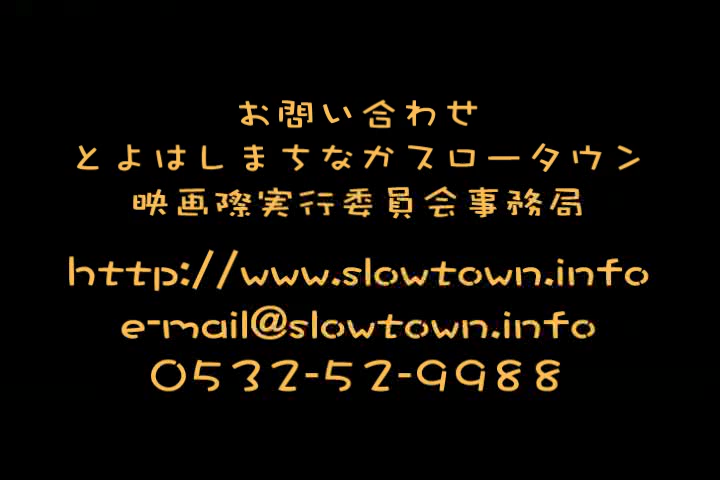 お問い合わせ
とよはしまちなかスロータウン
映画際実行委員会事務局
http://www.slowtown.info
e-mail@slowtown.info
0532-52-9988